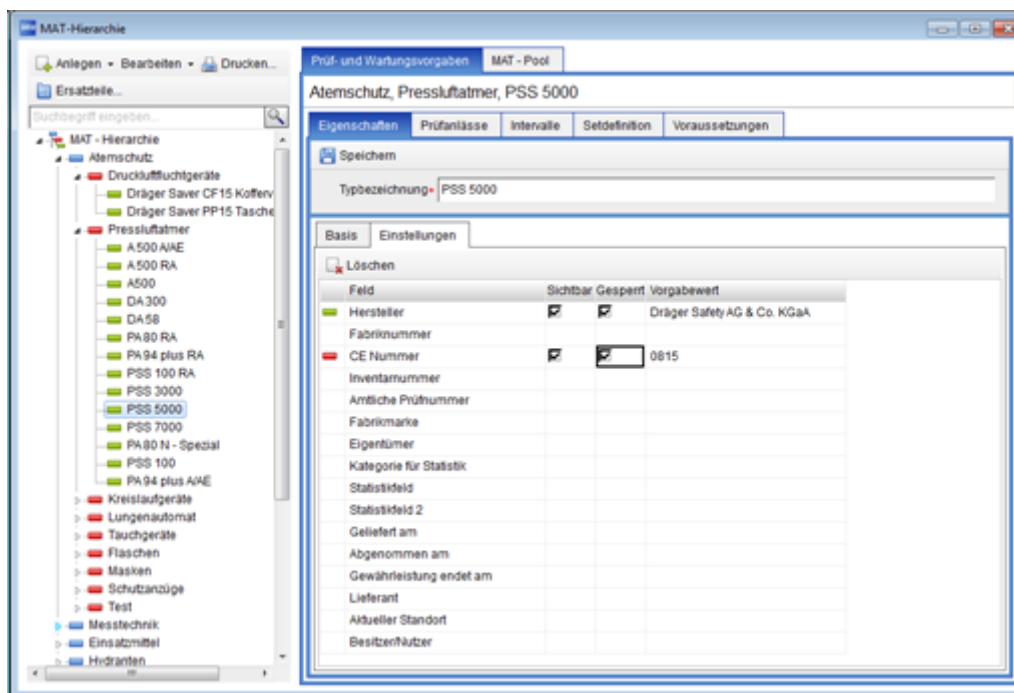 MAT-Hierarchie
Anlegen Bearbeiten Drucken...
Ersatzteile...
Suchbegriff eingeben...
MAT - Hierarchie
Atemschutz
Druckluftfluchtgeräte
Dräger Saver CF15 Kofferv
Dräger Saver PP15 Tasche
Pressluftatmer
A 500 A/AE
A 500 RA
A500
DA 300
DA 58
PA 80 RA
PA 94 plus RA
PSS 100 RA
PSS 3000
PSS 5000
PSS 7000
PA 80 N - Spezial
PSS 100
PA 94 plus A/AE
Kreislaufgeräte
Lungenautomat
Tauchgeräte
Flaschen
Masken
Schutzanzüge
Test
Messtechnik
Einsatzmittel
Hydranten
Prüf- und Wartungsvorgaben MAT - Pool
Atemschutz, Pressluftatmer, PSS 5000
Eigenschaften Prüfanlässe Intervalle Setdefinition Voraussetzungen
Speichern
Typbezeichnung* PSS 5000
Basis Einstellungen
Löschen
Feld Sichtbar Gesperrt Vorgabewert
Hersteller Dräger Safety AG & Co. KGaA
Fabriknummer
CE Nummer 0815
Inventarnummer
Amtliche Prüfnummer
Fabrikmarke
Eigentümer
Kategorie für Statistik
Statistikfeld
Statistikfeld 2
Geliefert am
Abgenommen am
Gewährleistung endet am
Lieferant
Aktueller Standort
Besitzer/Nutzer